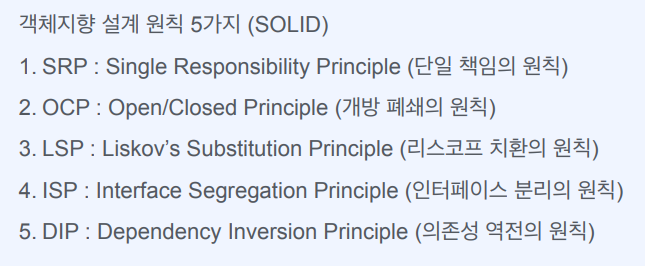 객체지향 설계 원칙 5가지 (SOLID)
1. SRP : Single Responsibility Principle (단일 책임의 원칙)
2. OCP : Open/Closed Principle (개방 폐쇄의 원칙)
3. LSP : Liskov’s Substitution Principle (리스코프 치환의 원칙)
4. ISP : Interface Segregation Principle (인터페이스 분리의 원칙)
5. DIP : Dependency Inversion Principle (의존성 역전의 원칙)